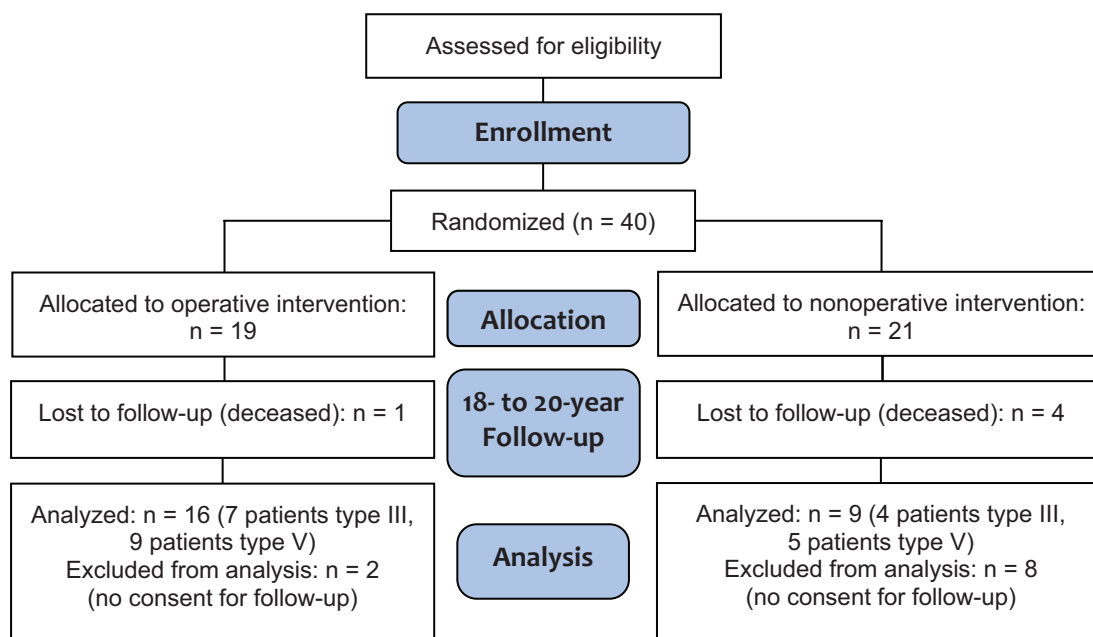 Assessed for eligibility
Enrollment
Randomized (n = 40)
Allocated to operative intervention:
n = 19
Allocation
Allocated to nonoperative intervention:
n = 21
Lost to follow-up (deceased): n = 1
18- to 20-year
Follow-up
Lost to follow-up (deceased): n = 4
Analyzed: n = 16 (7 patients type III,
9 patients type V)
Excluded from analysis: n = 2
(no consent for follow-up)
Analysis
Analyzed: n = 9 (4 patients type III,
5 patients type V)
Excluded from analysis: n = 8
(no consent for follow-up)